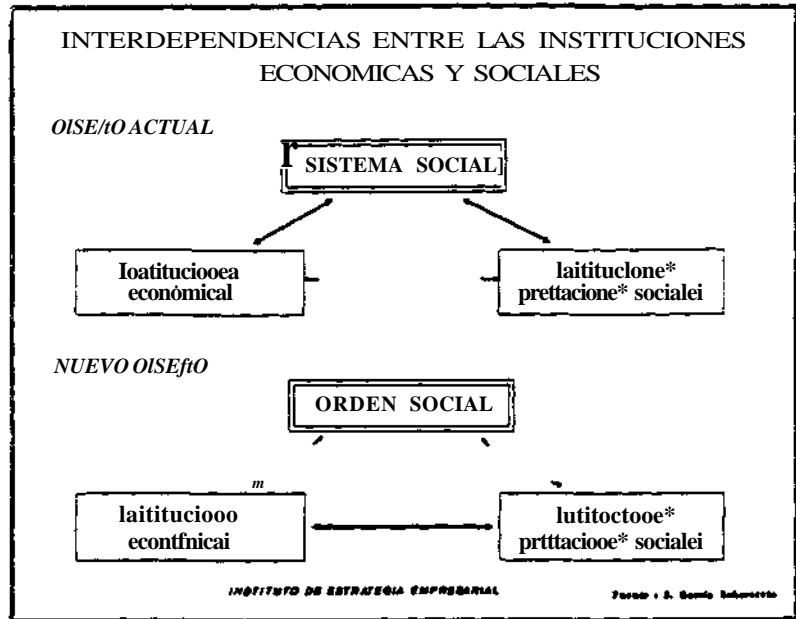 INTERDEPENDENCIAS ENTRE LAS INSTITUCIONES
ECONOMICAS Y SOCIALES
OlSE/tO ACTUAL
r SISTEMA SOCIAL]
Ioatituciooea
económical
laitituclone*
prettacione* socialei
NUEVO OlSEftO
ORDEN SOCIAL
m
laitituciooo
econtfnicai
lutitoctooe*
prtttaciooe* socialei
INSTITUTO DE ESTRATEGIA EMPRESARIAL